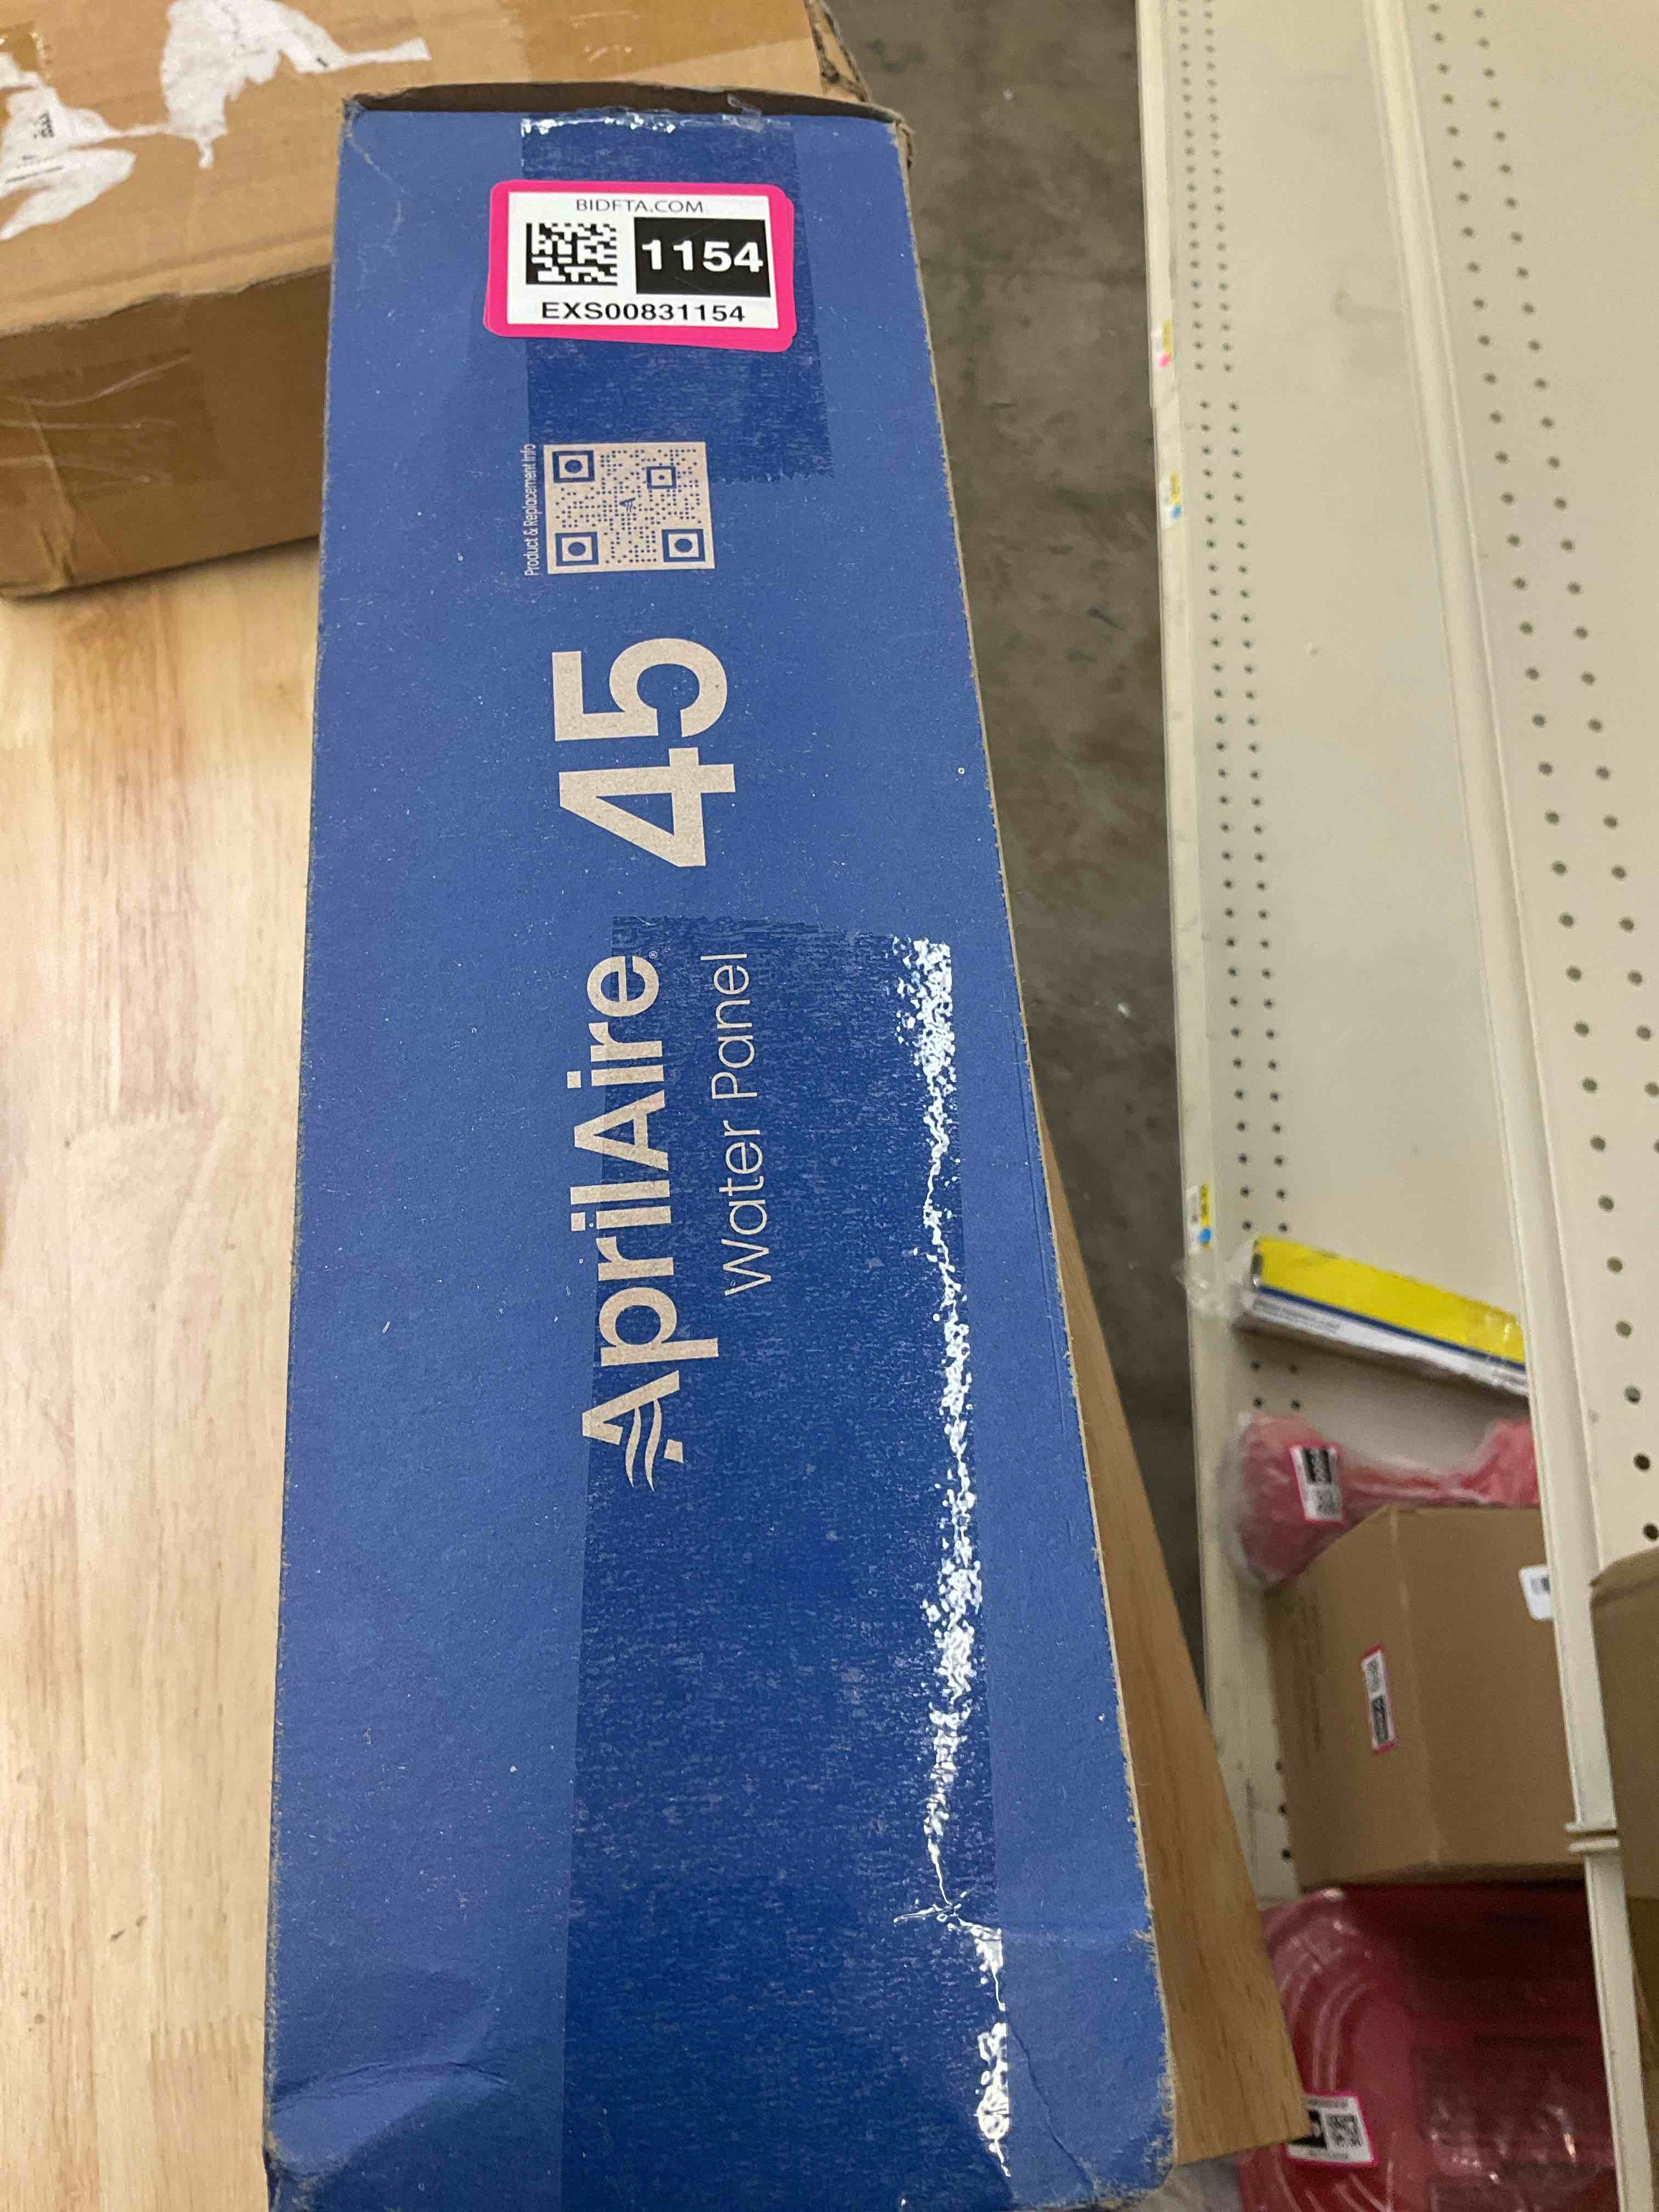 BIDFTA.COM
1154
EXS00831154
Product & Replacement Info
AprilAire® 45
Water Panel